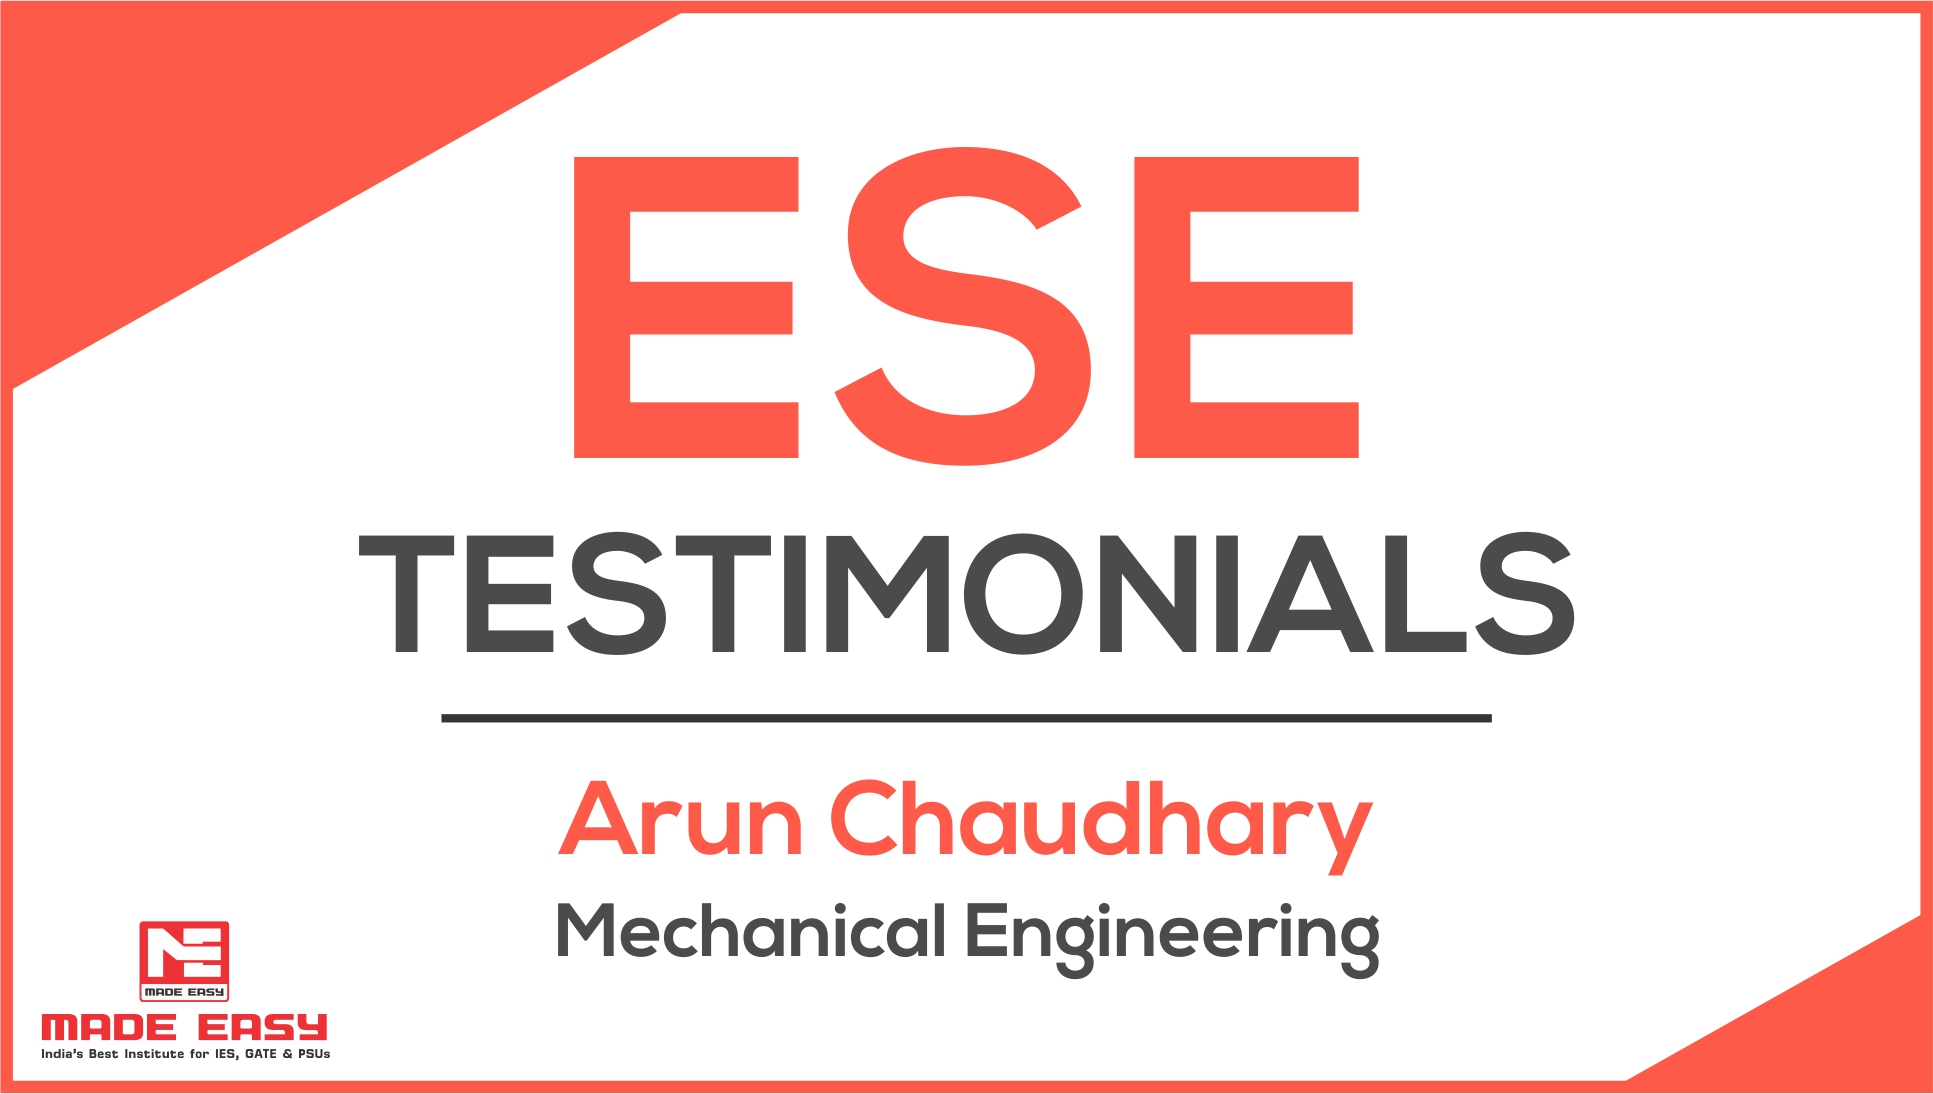 ESE
TESTIMONIALS
Arun Chaudhary
Mechanical Engineering
MADE EASY
MADE EASY
India's Best Institute for IES, GATE & PSUs